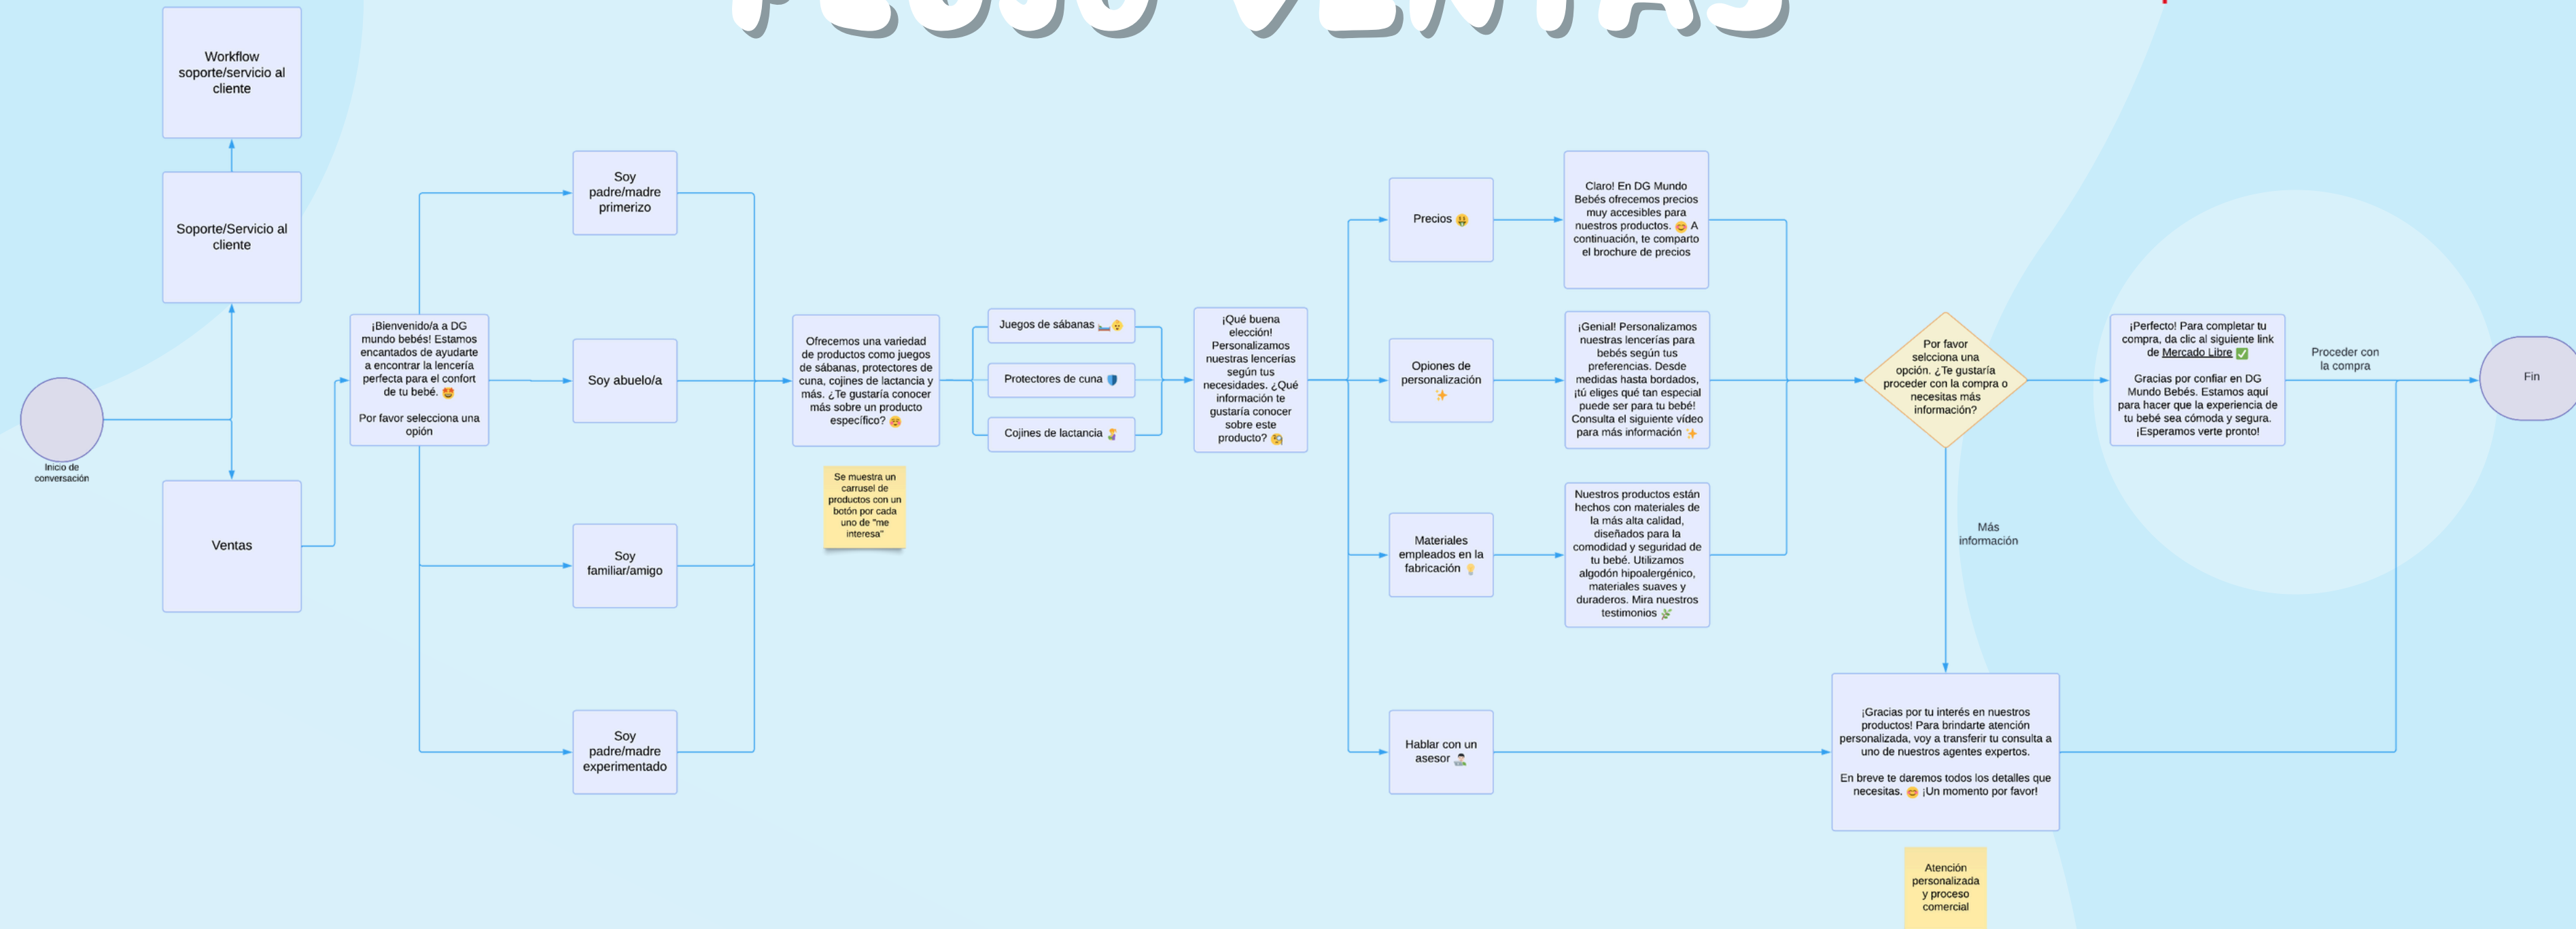 FLUJO VENTAS
Workflow
soporte/servicio al
cliente
Soporte/Servicio al
cliente
Inicio de
conversación
Ventas
¡Bienvenido/a a DG
mundo bebés! Estamos
encantados de ayudarte
a encontrar la lencería
perfecta para el confort
de tu bebé. 🤩
Por favor selecciona una
opión
Soy
padre/madre
primerizo
Soy abuelo/a
Soy
familiar/amigo
Soy
padre/madre
experimentado
Ofrecemos una variedad
de productos como juegos
de sábanas, protectores de
cuna, cojines de lactancia y
más. ¿Te gustaría conocer
más sobre un producto
específico? ☺️
Se muestra un
carrusel de
productos con un
botón por cada
uno de "me
interesa"
Juegos de sábanas 🛏️👶
Protectores de cuna 🛡️
Cojines de lactancia 🤱
¡Qué buena
elección!
Personalizamos
nuestras lencerías
según tus
necesidades. ¿Qué
información te
gustaría conocer
sobre este
producto? 🧐
Precios 🤑
Opiones de
personalización
✨
Materiales
empleados en la
fabricación 💡
Hablar con un
asesor 👨🏻‍💼
Claro! En DG Mundo
Bebés ofrecemos precios
muy accesibles para
nuestros productos. 😊 A
continuación, te comparto
el brochure de precios
¡Genial! Personalizamos
nuestras lencerías para
bebés según tus
preferencias. Desde
medidas hasta bordados,
¡tú eliges qué tan especial
puede ser para tu bebé!
Consulta el siguiente vídeo
para más información ✨
Nuestros productos están
hechos con materiales de
la más alta calidad,
diseñados para la
comodidad y seguridad de
tu bebé. Utilizamos
algodón hipoalergénico,
materiales suaves y
duraderos. Mira nuestros
testimonios 🌿
Por favor
selcciona una
opción. ¿Te gustaría
proceder con la compra o
necesitas más
información?
Más
información
¡Gracias por tu interés en nuestros
productos! Para brindarte atención
personalizada, voy a transferir tu consulta a
uno de nuestros agentes expertos.
En breve te daremos todos los detalles que
necesitas. 😊 ¡Un momento por favor!
Atención
personalizada
y proceso
comercial
¡Perfecto! Para completar tu
compra, da clic al siguiente link
de Mercado Libre ✅
Gracias por confiar en DG
Mundo Bebés. Estamos aquí
para hacer que la experiencia de
tu bebé sea cómoda y segura.
¡Esperamos verte pronto!
Proceder con
la compra
Fin